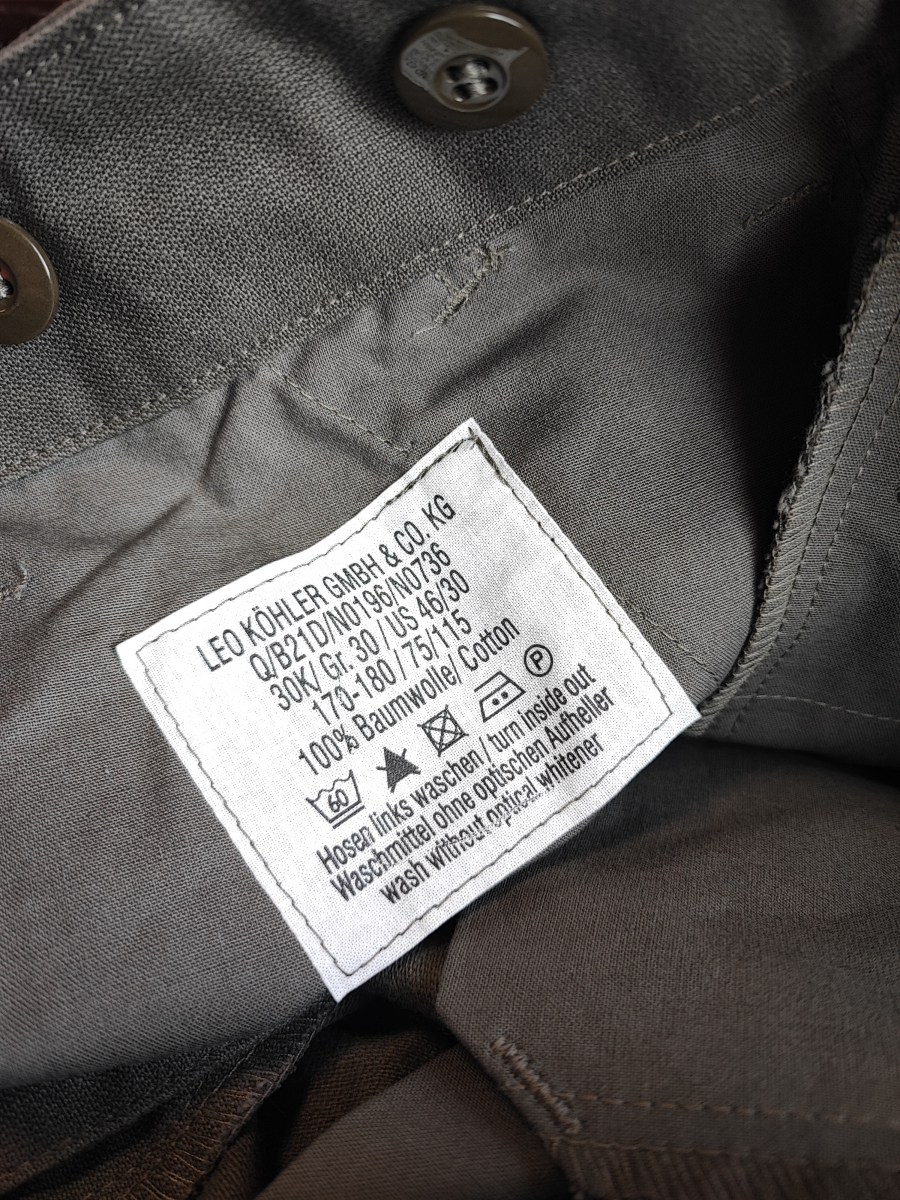 LEO KÖHLER GMBH & CO. KG
Q/B21D/N0196/N0736
30K/ Gr. 30 / US 46/30
170-180 / 75/115
100% Baumwolle/ Cotton
60 P
Hosen links waschen / turn inside out
Waschmittel ohne optischen Aufheller
wash without optical whitener